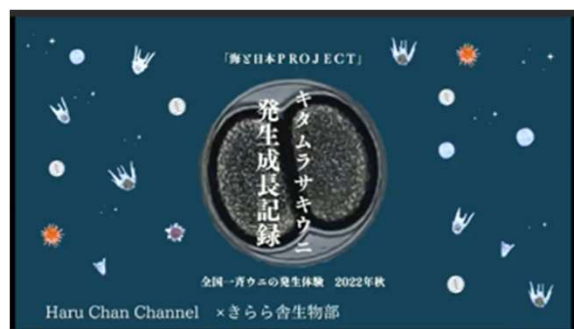 「海と日本PROJECT」
キタムラサキウニ
発生成長記録
全国一斉ウニの発生体験 2022年秋
Haru Chan Channel ×きらら舎生物部